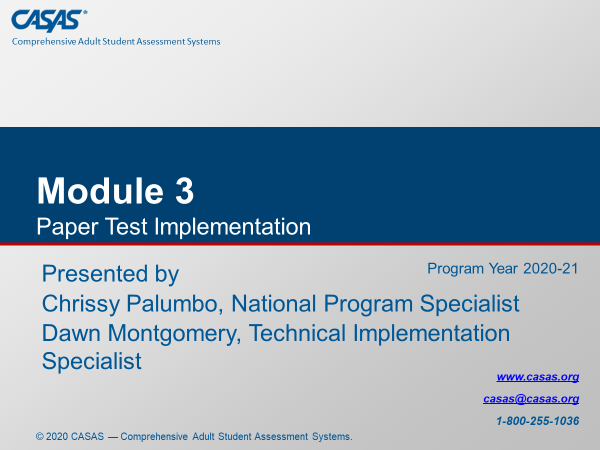 CASAS®
Comprehensive Adult Student Assessment Systems
Module 3
Paper Test Implementation
Program Year 2020-21
Presented by
Chrissy Palumbo, National Program Specialist
Dawn Montgomery, Technical Implementation
Specialist
www.casas.org
casas@casas.org
1-800-255-1036
© 2020 CASAS — Comprehensive Adult Student Assessment Systems.